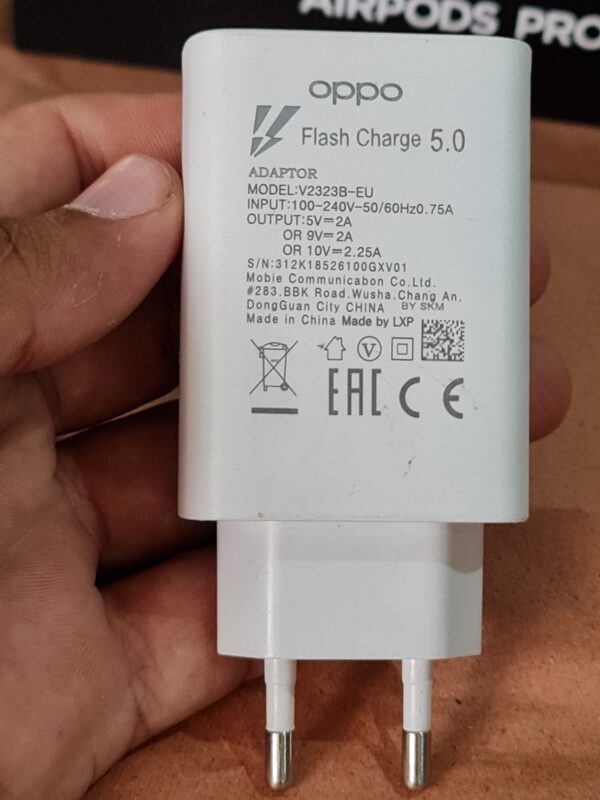 AIRPODS PRO
oppo
Flash Charge 5.0
ADAPTOR
MODEL:V2323B-EU
INPUT:100-240V-50/60Hz0.75A
OUTPUT:5V⎓2A
OR 9V⎓2A
OR 10V⎓2.25A
S/N:312K18526100GXV01
Mobie Communicabon Co.Ltd.
#283.BBK Road.Wusha.Chang An.
DongGuan City CHINA BY SKM
Made in China Made by LXP
V
EAC CE